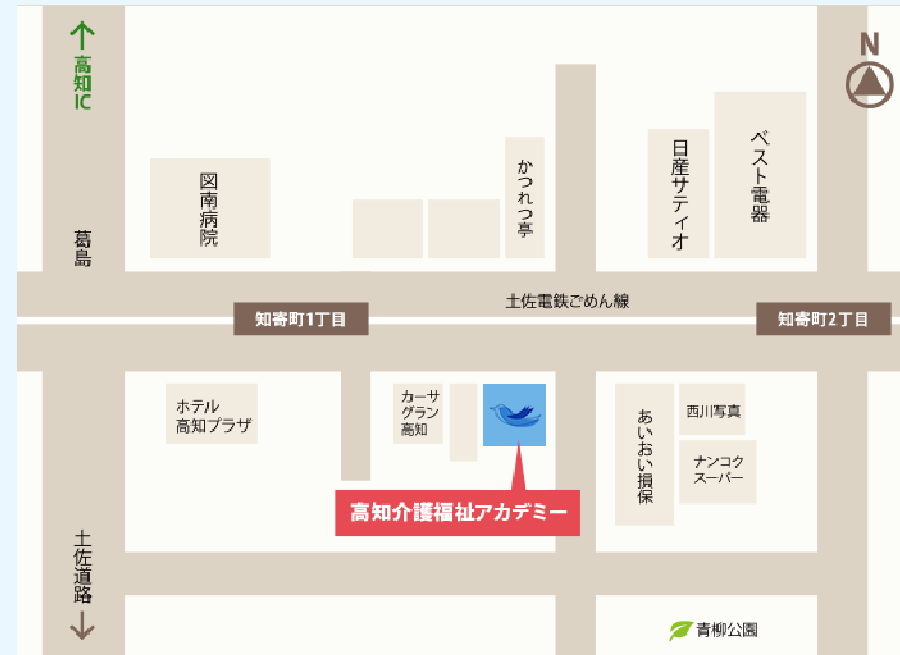 高知IC
N
図南病院
かつれつ亭
日産サティオ
ベスト電器
葛島
土佐電鉄ごめん線
知寄町1丁目
知寄町2丁目
ホテル
高知プラザ
カーサ
グラン
高知
あいおい損保
西川写真
ナンコク
スーパー
高知介護福祉アカデミー
土佐道路
青柳公園